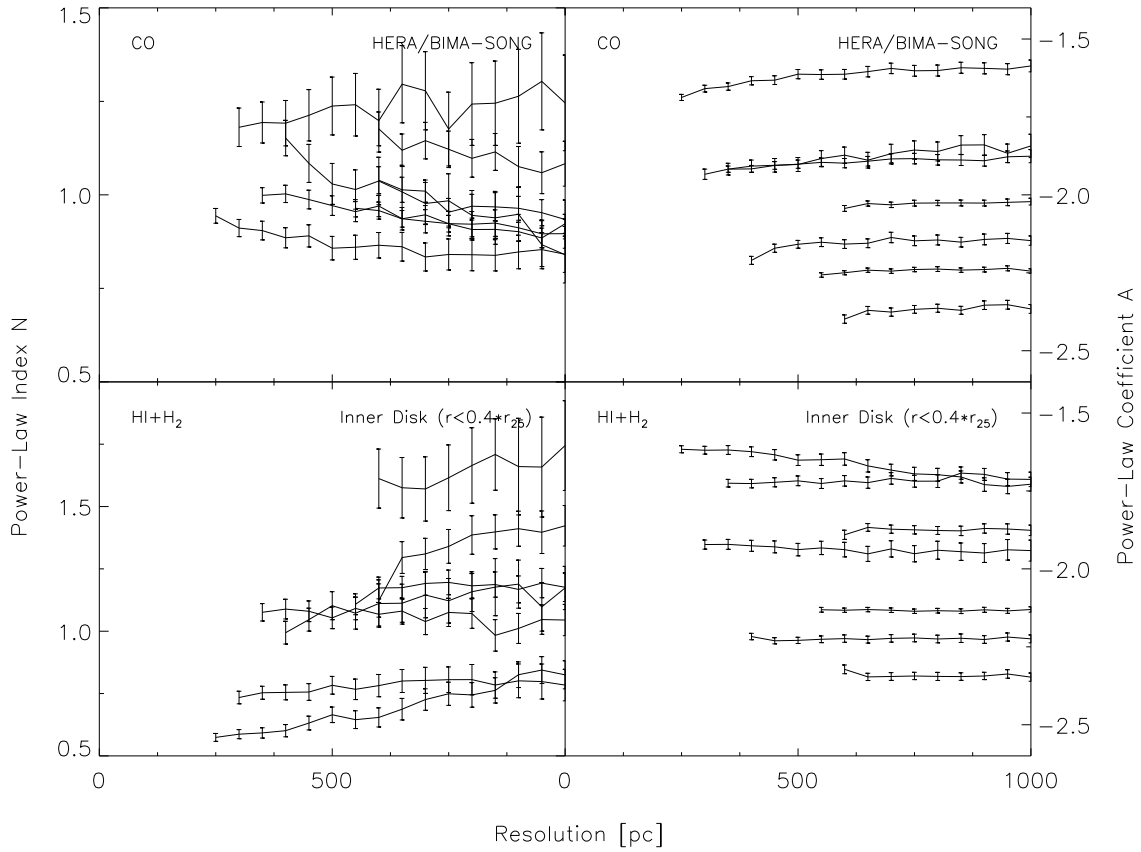 1.5
CO HERA/BIMA-SONG
CO HERA/BIMA-SONG
−1.5
1.0
−2.0
0.5
−2.5
Power-Law Index N
Power-Law Coefficient A
HI+H₂ Inner Disk (r<0.4*r₂₅)
HI+H₂ Inner Disk (r<0.4*r₂₅)
−1.5
1.5
−2.0
1.0
−2.5
0.5
0 500 0 500 1000
Resolution [pc]